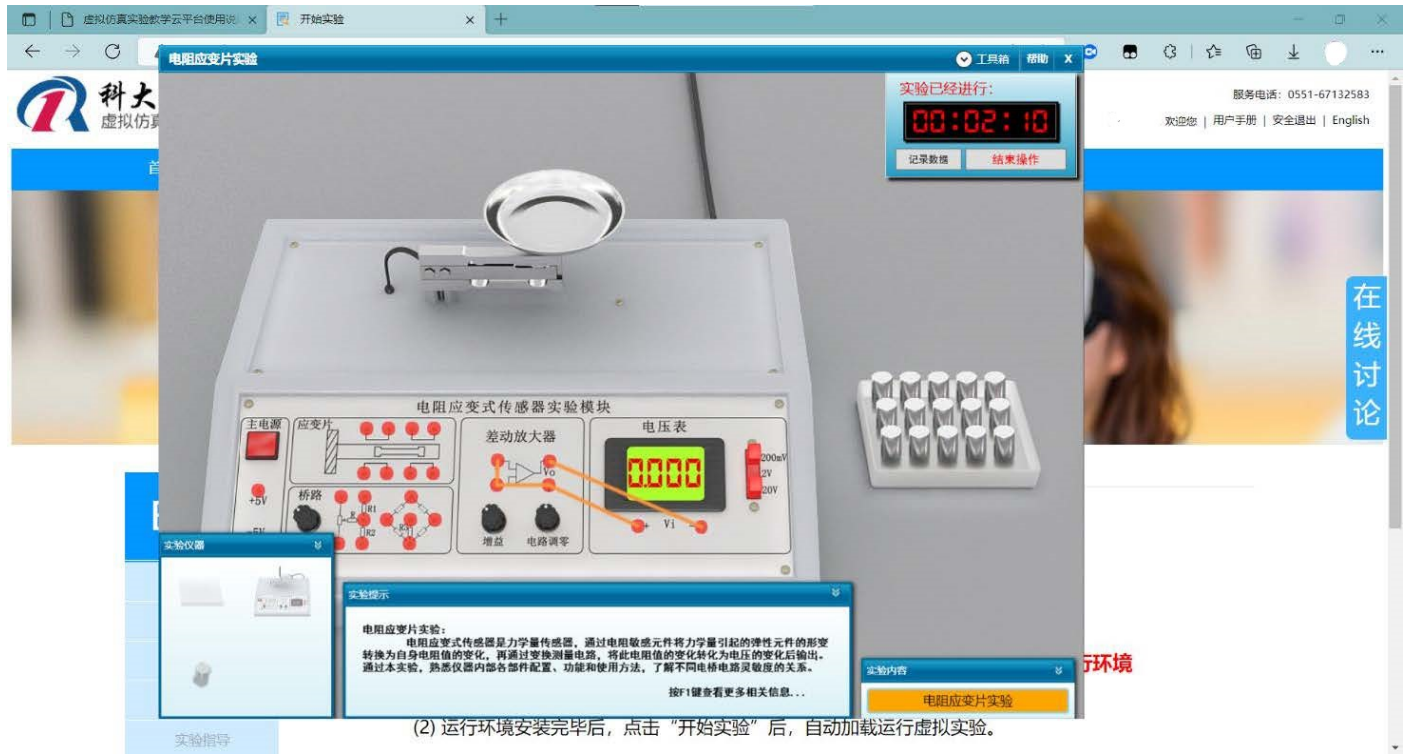 虚拟仿真实验教学云平台使用说
开始实验
科大
虚拟仿真
服务电话：0551-67132583
欢迎您 | 用户手册 | 安全退出 | English
首
电阻应变片实验
工具箱 帮助 X
实验已经进行：
00:02:10
记录数据 结束操作
在线讨论
电阻应变式传感器实验模块
主电源
应变片
差动放大器
电压表
0.000
200mV
2V
20V
Vo
+5V
桥路
R1
R
R2
R3
增益 电路调零
+ Vi -
实验仪器
实验提示
电阻应变片实验：
电阻应变式传感器是力学量传感器，通过电阻敏感元件将力学量引起的弹性元件的形变
转换为自身电阻值的变化，再通过变换测量电路，将此电阻值的变化转化为电压的变化后输出。
通过本实验，熟悉仪器内部各部件配置、功能和使用方法，了解不同电桥电路灵敏度的关系。
按F1键查看更多相关信息...
实验内容
电阻应变片实验
行环境
(2) 运行环境安装完毕后，点击“开始实验”后，自动加载运行虚拟实验。
实验指导